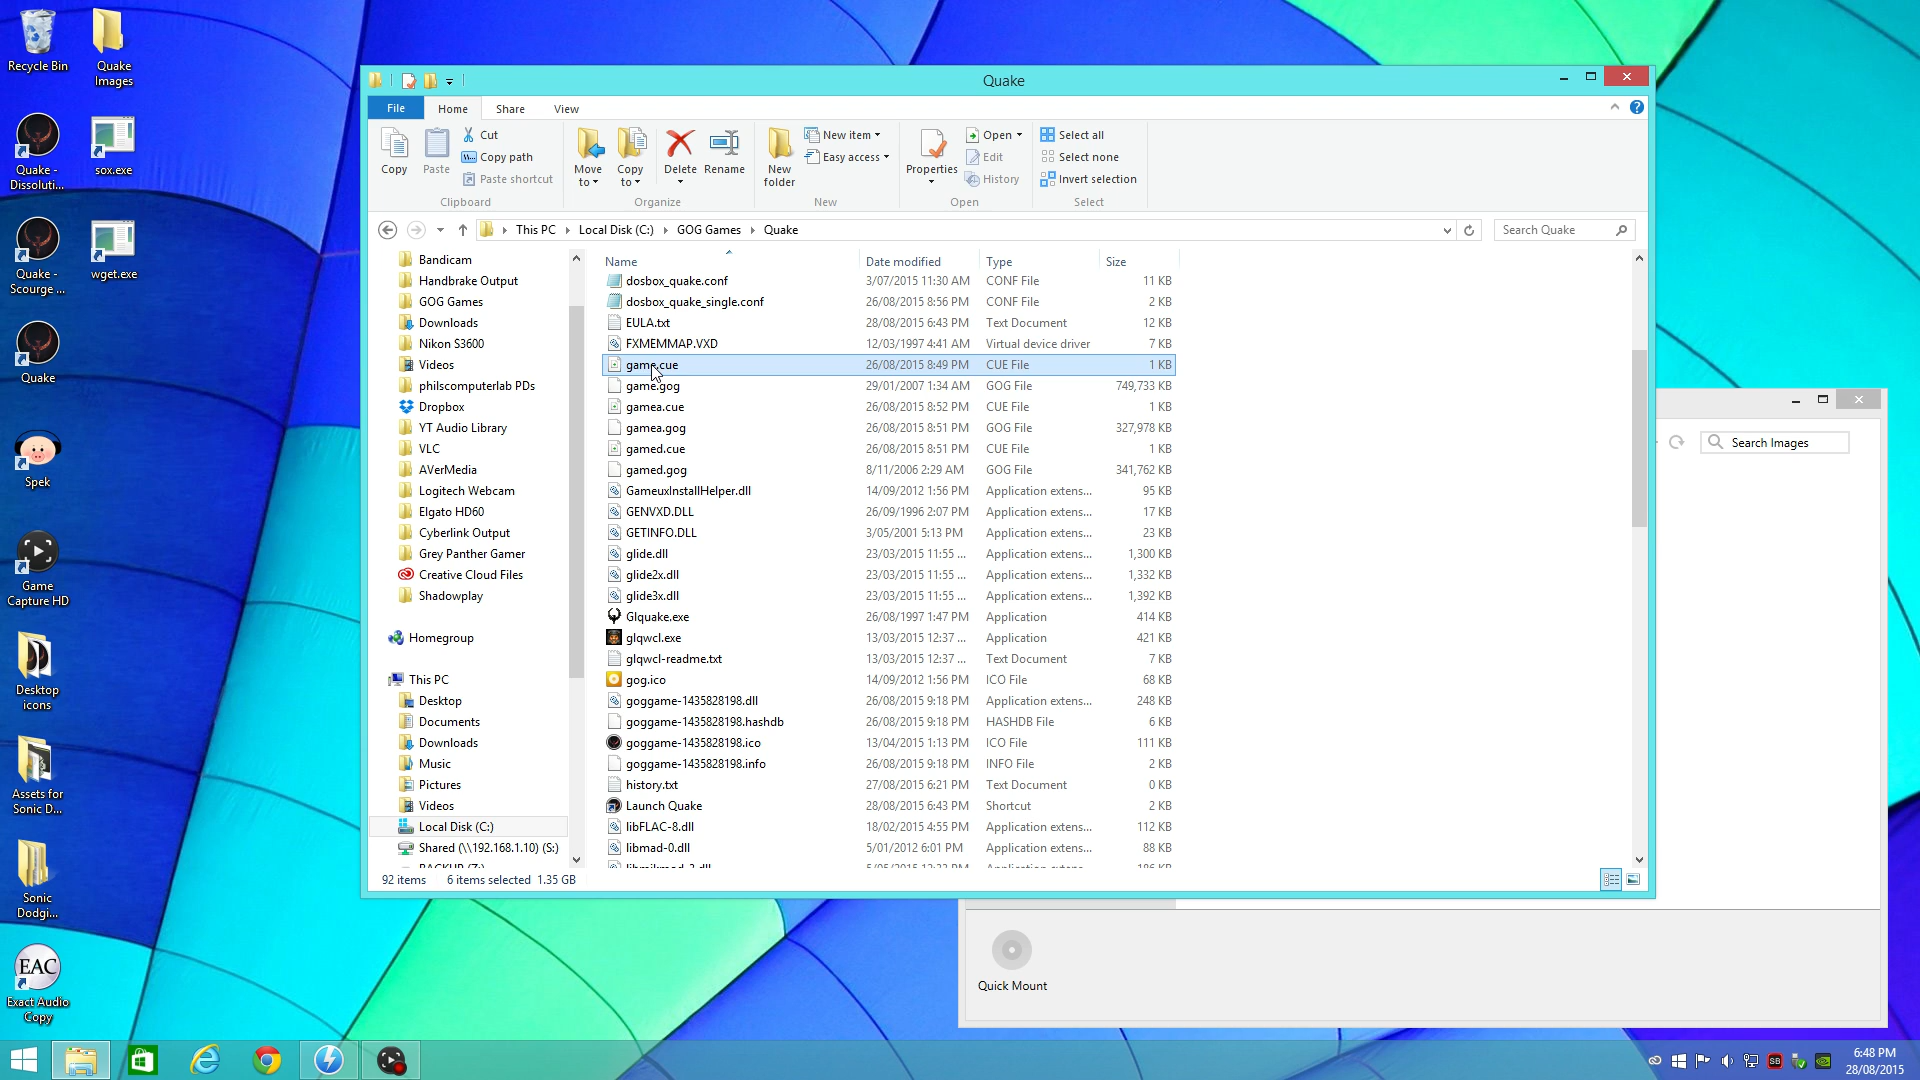 Recycle Bin
Quake Images
Quake - Dissoluti...
sox.exe
Quake - Scourge ...
wget.exe
Quake
Spek
Game Capture HD
Desktop icons
Assets for Sonic D...
Sonic Dodgi...
EAC
Exact Audio Copy
Quake
File Home Share View
Copy
Paste
Cut
Copy path
Paste shortcut
Clipboard
Move to
Copy to
Delete
Rename
Organize
New folder
New item
Easy access
New
Properties
Open
Edit
History
Open
Select all
Select none
Invert selection
Select
This PC Local Disk (C:) GOG Games Quake
Search Quake
Bandicam
Handbrake Output
GOG Games
Downloads
Nikon S3600
Videos
philscomputerlab PDs
Dropbox
YT Audio Library
VLC
AVerMedia
Logitech Webcam
Elgato HD60
Cyberlink Output
Grey Panther Gamer
Creative Cloud Files
Shadowplay
Homegroup
This PC
Desktop
Documents
Downloads
Music
Pictures
Videos
Local Disk (C:)
Shared (\\192.168.1.10) (S:)
BACKUP (Z:)
Name Date modified Type Size
dosbox_quake.conf 3/07/2015 11:30 AM CONF File 11 KB
dosbox_quake_single.conf 26/08/2015 8:56 PM CONF File 2 KB
EULA.txt 28/08/2015 6:43 PM Text Document 12 KB
FXMEMMAP.VXD 12/03/1997 4:41 AM Virtual device driver 7 KB
game.cue 26/08/2015 8:49 PM CUE File 1 KB
game.gog 29/01/2007 1:34 AM GOG File 749,733 KB
gamea.cue 26/08/2015 8:52 PM CUE File 1 KB
gamea.gog 26/08/2015 8:51 PM GOG File 327,978 KB
gamed.cue 26/08/2015 8:51 PM CUE File 1 KB
gamed.gog 8/11/2006 2:29 AM GOG File 341,762 KB
GameuxInstallHelper.dll 14/09/2012 1:56 PM Application extens... 95 KB
GENVXD.DLL 26/09/1996 2:07 PM Application extens... 17 KB
GETINFO.DLL 3/05/2001 5:13 PM Application extens... 23 KB
glide.dll 23/03/2015 11:55 ... Application extens... 1,300 KB
glide2x.dll 23/03/2015 11:55 ... Application extens... 1,332 KB
glide3x.dll 23/03/2015 11:55 ... Application extens... 1,392 KB
Glquake.exe 26/08/1997 1:47 PM Application 414 KB
glqwcl.exe 13/03/2015 12:37 ... Application 421 KB
glqwcl-readme.txt 13/03/2015 12:37 ... Text Document 7 KB
gog.ico 14/09/2012 1:56 PM ICO File 68 KB
goggame-1435828198.dll 26/08/2015 9:18 PM Application extens... 248 KB
goggame-1435828198.hashdb 26/08/2015 9:18 PM HASHDB File 6 KB
goggame-1435828198.ico 13/04/2015 1:13 PM ICO File 111 KB
goggame-1435828198.info 26/08/2015 9:18 PM INFO File 2 KB
history.txt 27/08/2015 6:21 PM Text Document 0 KB
Launch Quake 28/08/2015 6:43 PM Shortcut 2 KB
libFLAC-8.dll 18/02/2015 4:55 PM Application extens... 112 KB
libmad-0.dll 5/01/2012 6:01 PM Application extens... 88 KB
92 items 6 items selected 1.35 GB
Search Images
Quick Mount
6:48 PM
28/08/2015